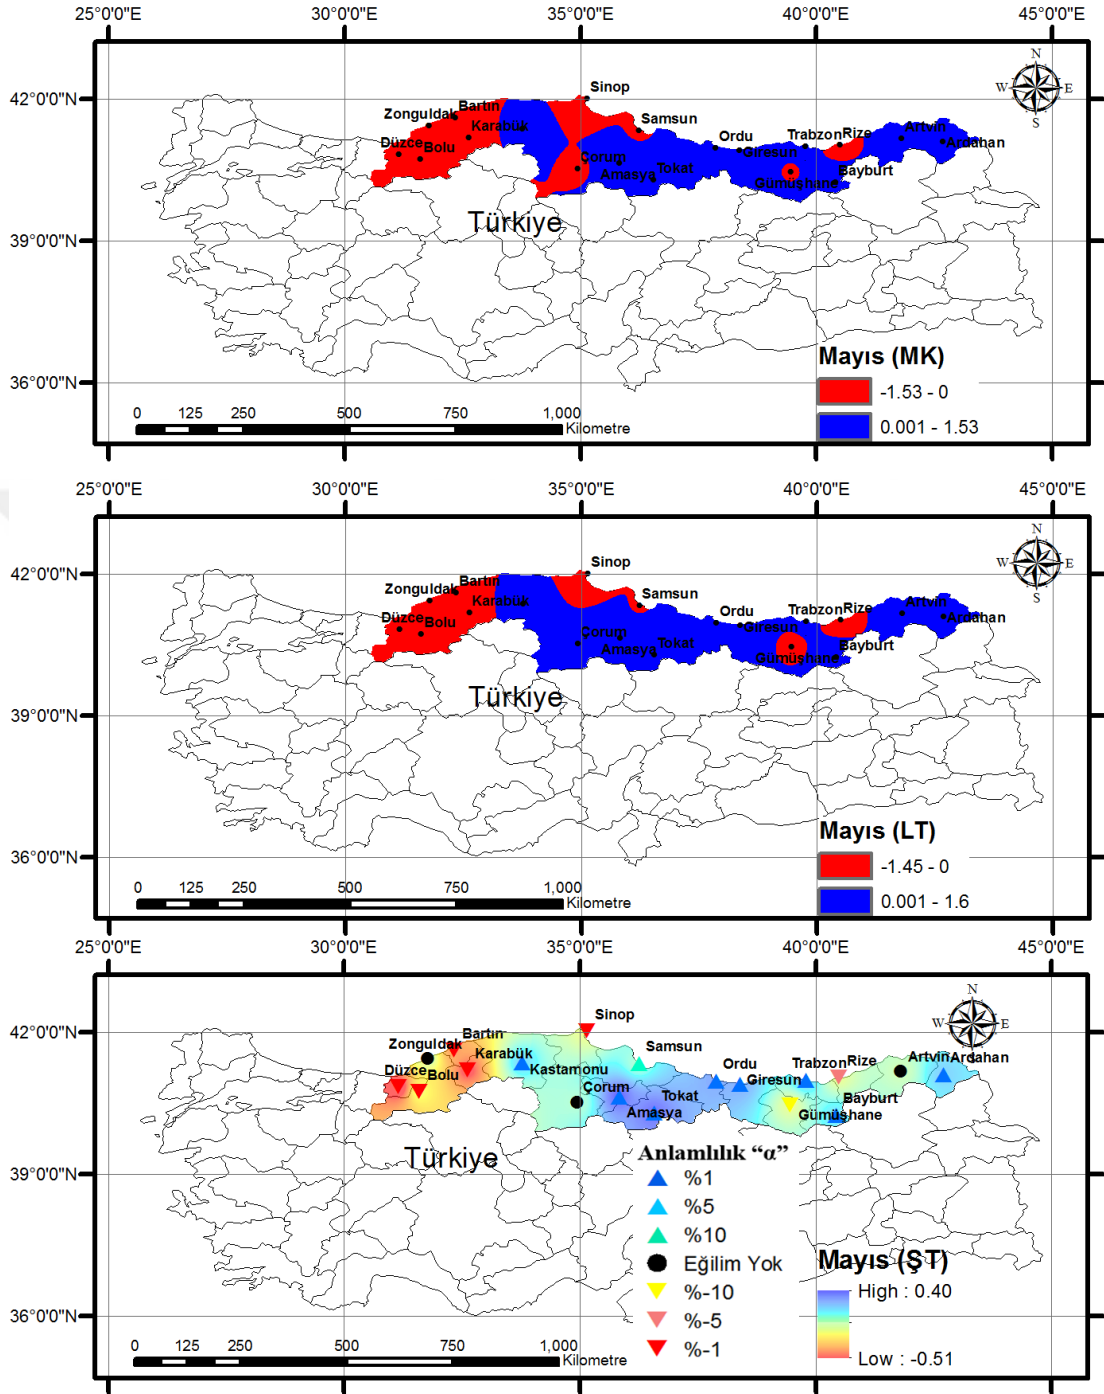 25°0'0"E 30°0'0"E 35°0'0"E 40°0'0"E 45°0'0"E
N
W E
S
42°0'0"N
39°0'0"N
36°0'0"N
Sinop
Bartın
Zonguldak
Samsun
Karabük
Düzce
Bolu
Ordu
Giresun
Trabzon
Rize
Artvin
Ardahan
Çorum
Amasya
Tokat
Bayburt
Gümüşhane
Türkiye
Mayıs (MK)
-1.53 - 0
0.001 - 1.53
0 125 250 500 750 1,000
Kilometre
25°0'0"E 30°0'0"E 35°0'0"E 40°0'0"E 45°0'0"E
N
W E
S
42°0'0"N
39°0'0"N
36°0'0"N
Sinop
Bartın
Zonguldak
Samsun
Karabük
Düzce
Bolu
Ordu
Giresun
Trabzon
Rize
Artvin
Ardahan
Çorum
Amasya
Tokat
Bayburt
Gümüşhane
Türkiye
Mayıs (LT)
-1.45 - 0
0.001 - 1.6
0 125 250 500 750 1,000
Kilometre
25°0'0"E 30°0'0"E 35°0'0"E 40°0'0"E 45°0'0"E
N
W E
S
42°0'0"N
39°0'0"N
36°0'0"N
Sinop
Bartın
Zonguldak
Samsun
Karabük
Kastamonu
Düzce
Bolu
Ordu
Giresun
Trabzon
Rize
Artvin
Ardahan
Çorum
Amasya
Tokat
Bayburt
Gümüşhane
Türkiye
Anlamlılık “α”
%1
%5
%10
Eğilim Yok
%-10
%-5
%-1
Mayıs (ŞT)
High : 0.40
Low : -0.51
0 125 250 500 750 1,000
Kilometre